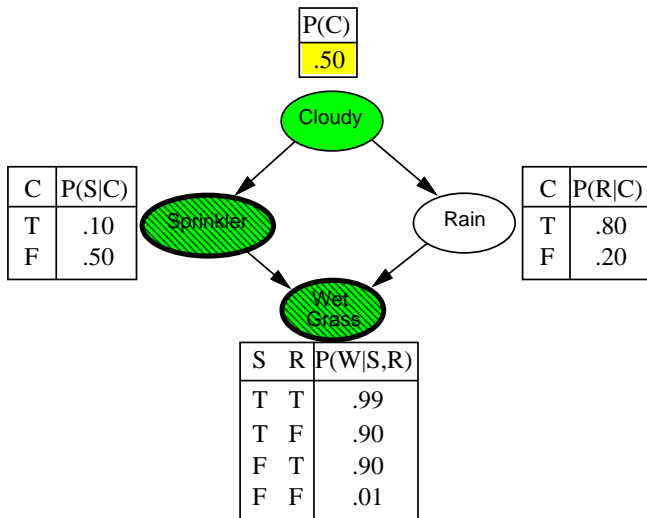 P(C)
.50
Cloudy
C P(S|C)
T .10
F .50
Sprinkler
Rain
C P(R|C)
T .80
F .20
Wet
Grass
S R P(W|S,R)
T T .99
T F .90
F T .90
F F .01